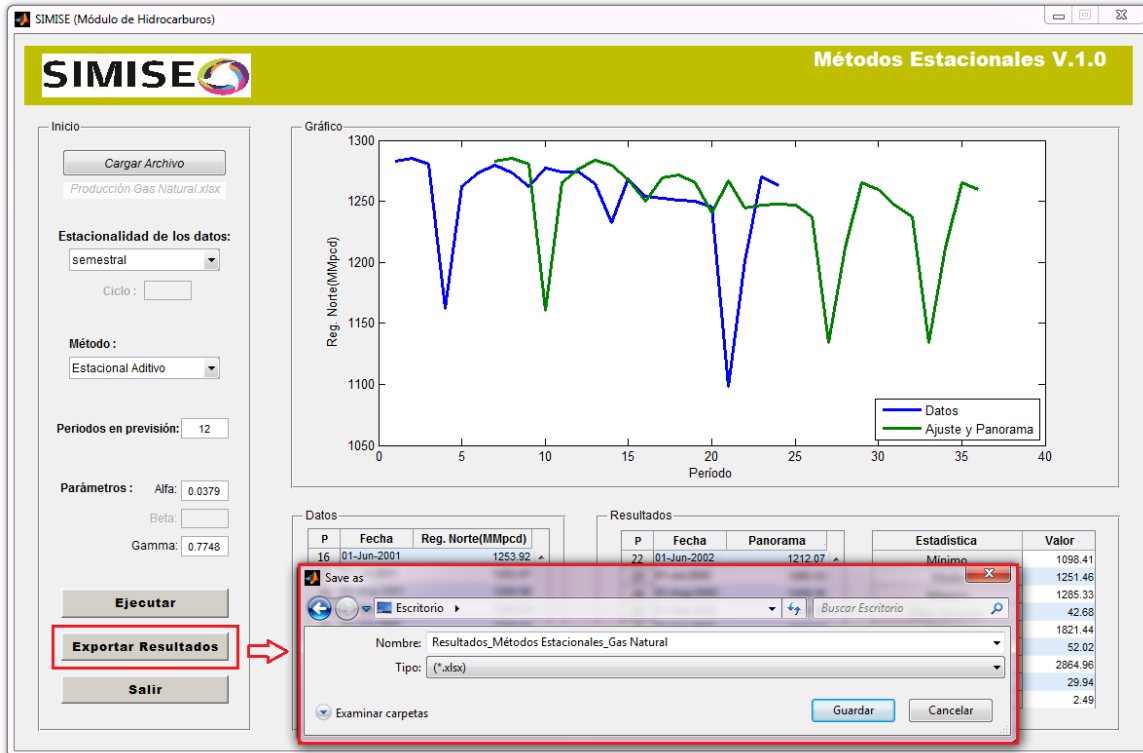 SIMISE (Módulo de Hidrocarburos)
SIMISE
Métodos Estacionales V.1.0
Inicio
Cargar Archivo
Producción Gas Natural.xlsx
Estacionalidad de los datos:
semestral
Ciclo :
Método :
Estacional Aditivo
Periodos en previsión: 12
Parámetros : Alfa: 0.0379
Beta:
Gamma: 0.7748
Ejecutar
Exportar Resultados
Salir
Gráfico
1300
1250
1200
1150
1100
1050
Reg. Norte(MMpcd)
0 5 10 15 20 25 30 35 40
Período
Datos
Ajuste y Panorama
Datos
P Fecha Reg. Norte(MMpcd)
16 01-Jun-2001 1253.92
Resultados
P Fecha Panorama
22 01-Jun-2002 1212.07
Estadística Valor
Mínimo 1098.41
1251.46
1285.33
42.68
1821.44
52.02
2864.96
29.94
2.49
Save as
Escritorio
Buscar Escritorio
Nombre: Resultados_Métodos Estacionales_Gas Natural
Tipo: (*.xlsx)
Examinar carpetas
Guardar
Cancelar